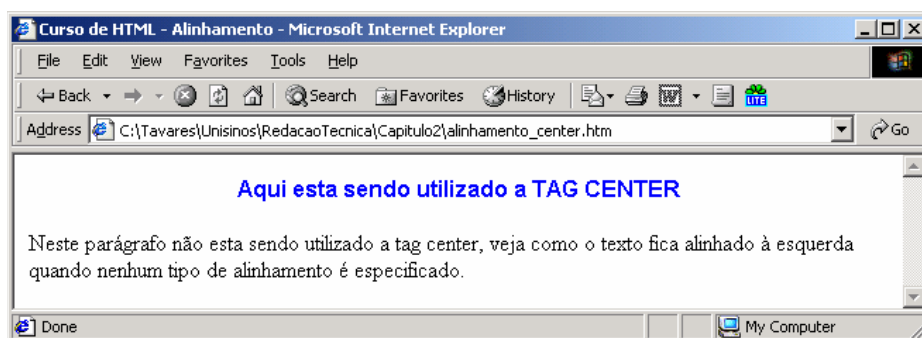 Curso de HTML - Alinhamento - Microsoft Internet Explorer
File Edit View Favorites Tools Help
Back Search Favorites History LITE
Address C:\Tavares\Unisinos\RedacaoTecnica\Capitulo2\alinhamento_center.htm Go
Aqui esta sendo utilizado a TAG CENTER
Neste parágrafo não esta sendo utilizado a tag center, veja como o texto fica alinhado à esquerda
quando nenhum tipo de alinhamento é especificado.
Done My Computer